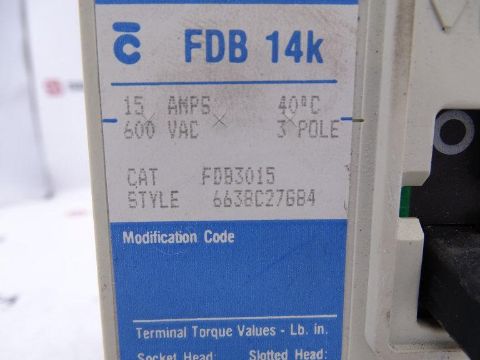 FDB 14k
15 AMPS 40°C
600 VAC 3 POLE
CAT FDB3015
STYLE 6638C27G84
Modification Code
Terminal Torque Values - Lb. in.
Socket Head: Slotted Head: